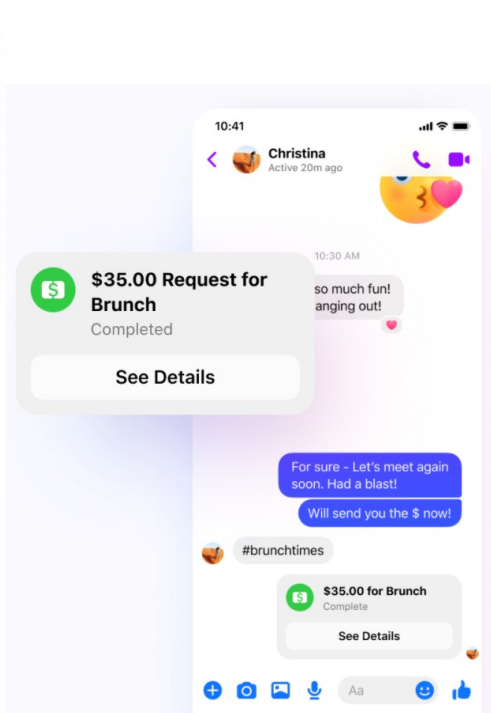 10:41
Christina
Active 20m ago
10:30 AM
so much fun!
anging out!
$35.00 Request for
Brunch
Completed
See Details
For sure - Let's meet again
soon. Had a blast!
Will send you the $ now!
#brunchtimes
$35.00 for Brunch
Complete
See Details
Aa